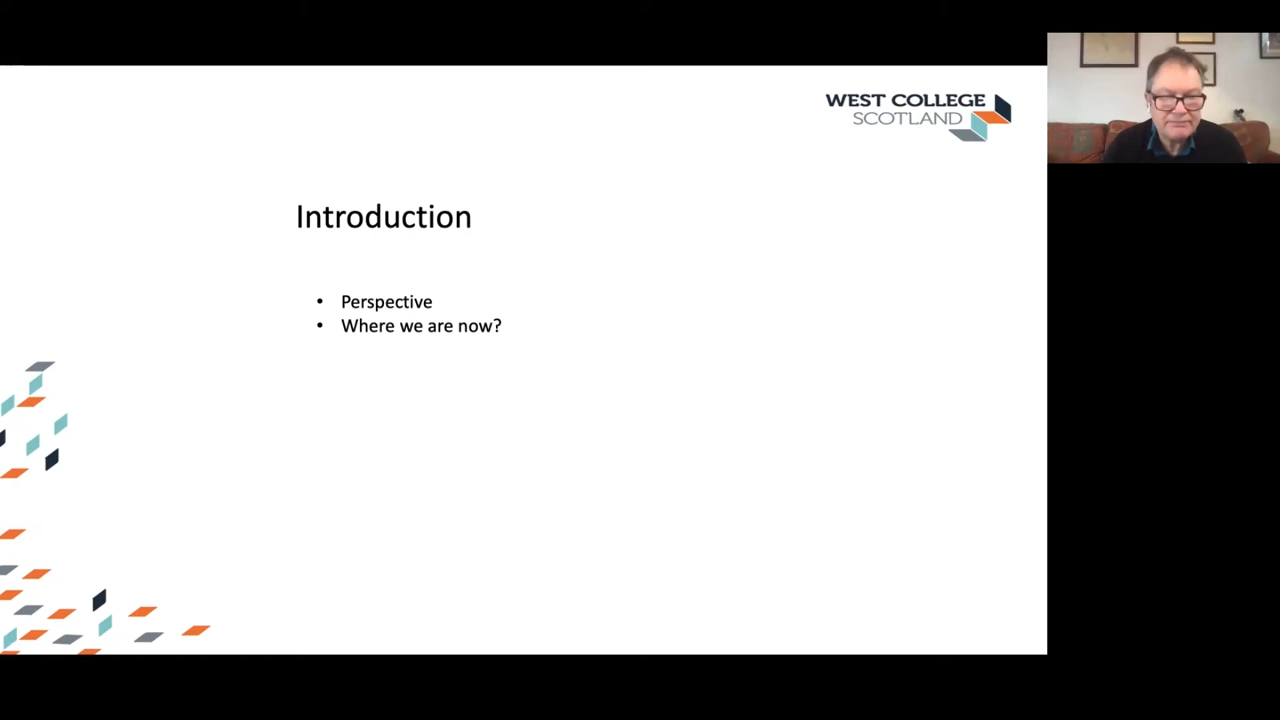 WEST COLLEGE
SCOTLAND
Introduction
• Perspective
• Where we are now?